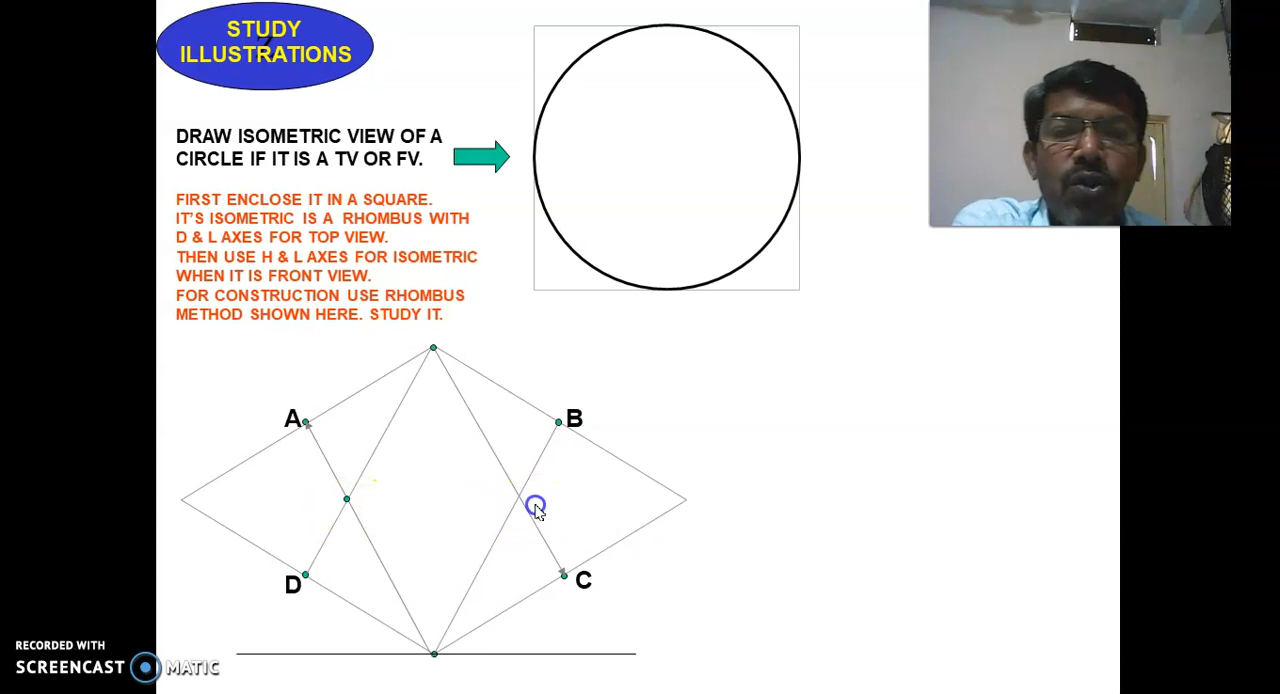 STUDY
ILLUSTRATIONS
DRAW ISOMETRIC VIEW OF A
CIRCLE IF IT IS A TV OR FV.
FIRST ENCLOSE IT IN A SQUARE.
IT'S ISOMETRIC IS A RHOMBUS WITH
D & L AXES FOR TOP VIEW.
THEN USE H & L AXES FOR ISOMETRIC
WHEN IT IS FRONT VIEW.
FOR CONSTRUCTION USE RHOMBUS
METHOD SHOWN HERE. STUDY IT.
A
B
D
C
RECORDED WITH
SCREENCAST MATIC